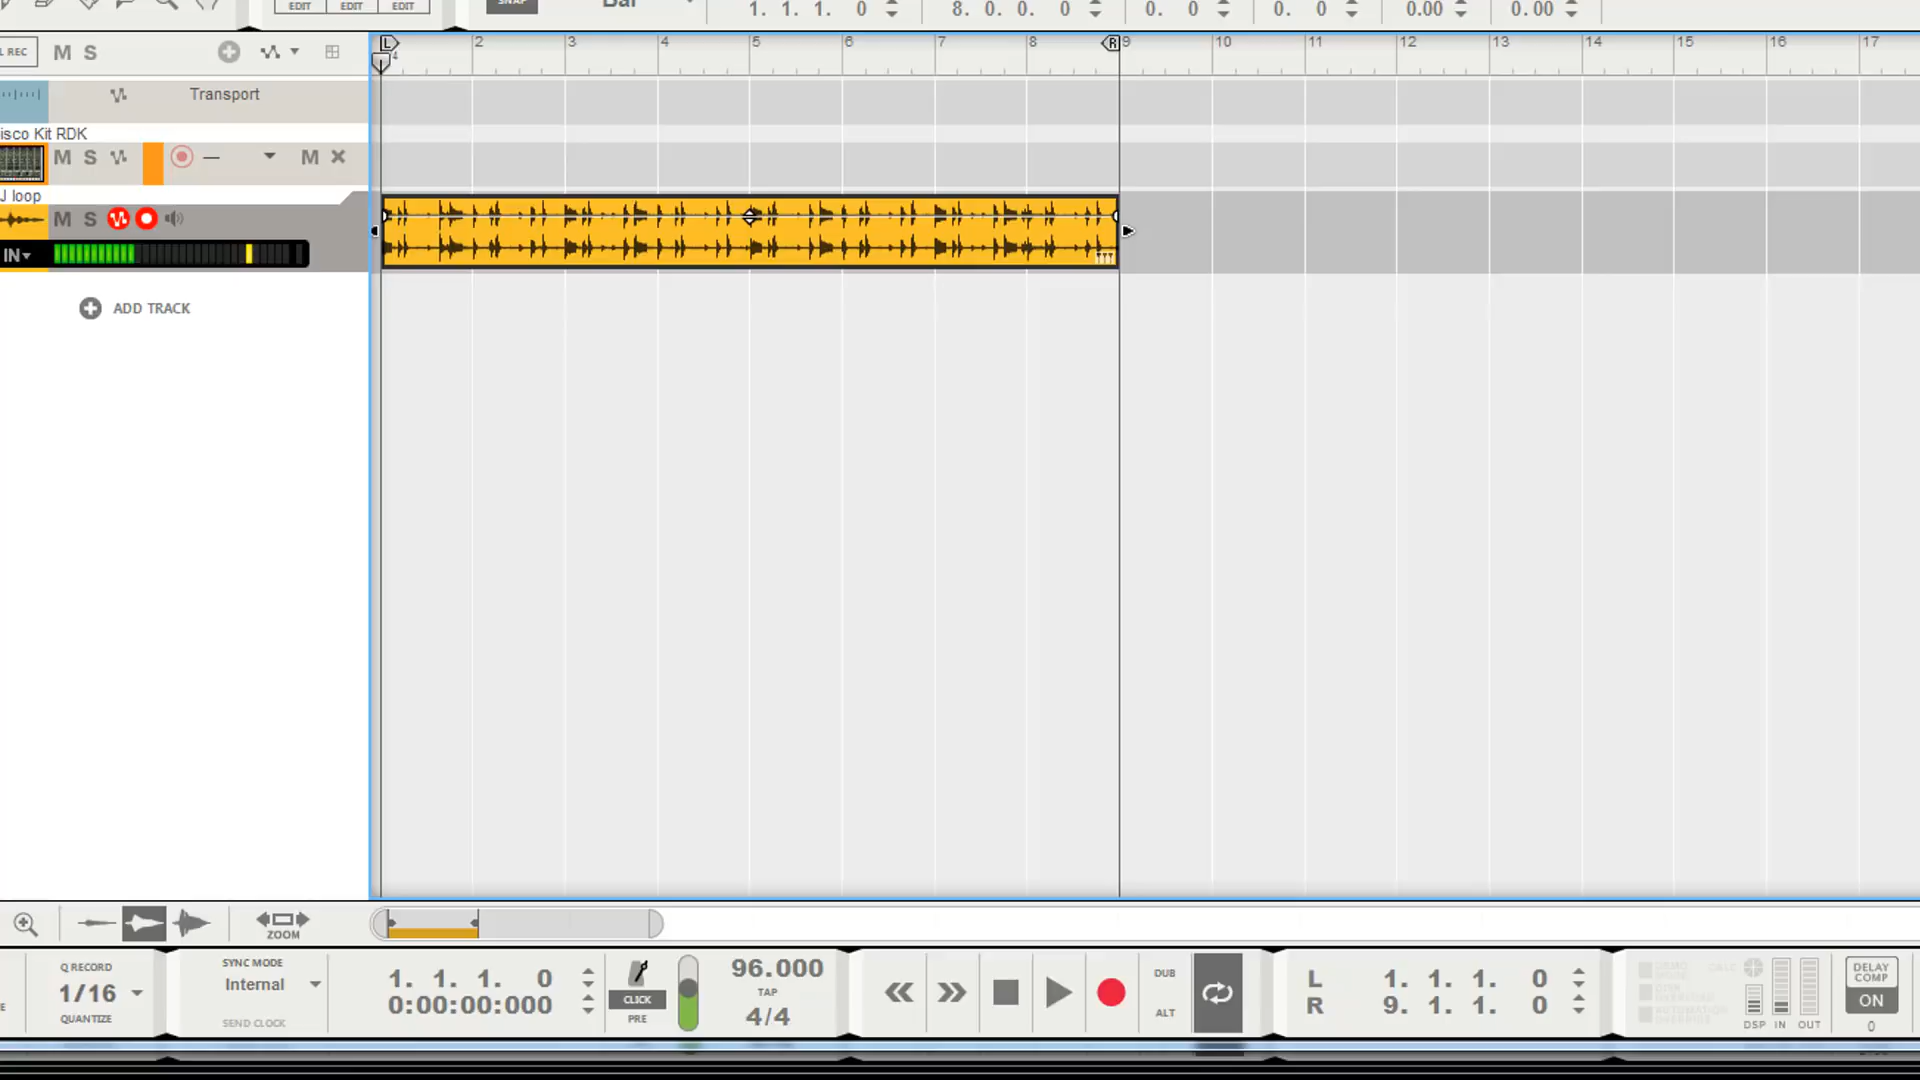 EDIT EDIT EDIT SNAP Bar 1. 1. 1. 0 8. 0. 0. 0 0. 0 0. 0 0.00 0.00
L REC M S
L 2 3 4 5 6 7 8 R 9 10 11 12 13 14 15 16 17
4
Transport
isco Kit RDK
M S — M
J loop
M S
IN
ADD TRACK
ZOOM
Q RECORD
1/16
QUANTIZE
SYNC MODE
Internal
SEND CLOCK
1. 1. 1. 0
0:00:00:000
CLICK
PRE
96.000
TAP
4/4
DUB
ALT
L 1. 1. 1. 0
R 9. 1. 1. 0
CALC
DSP IN OUT
DELAY
COMP
ON
0